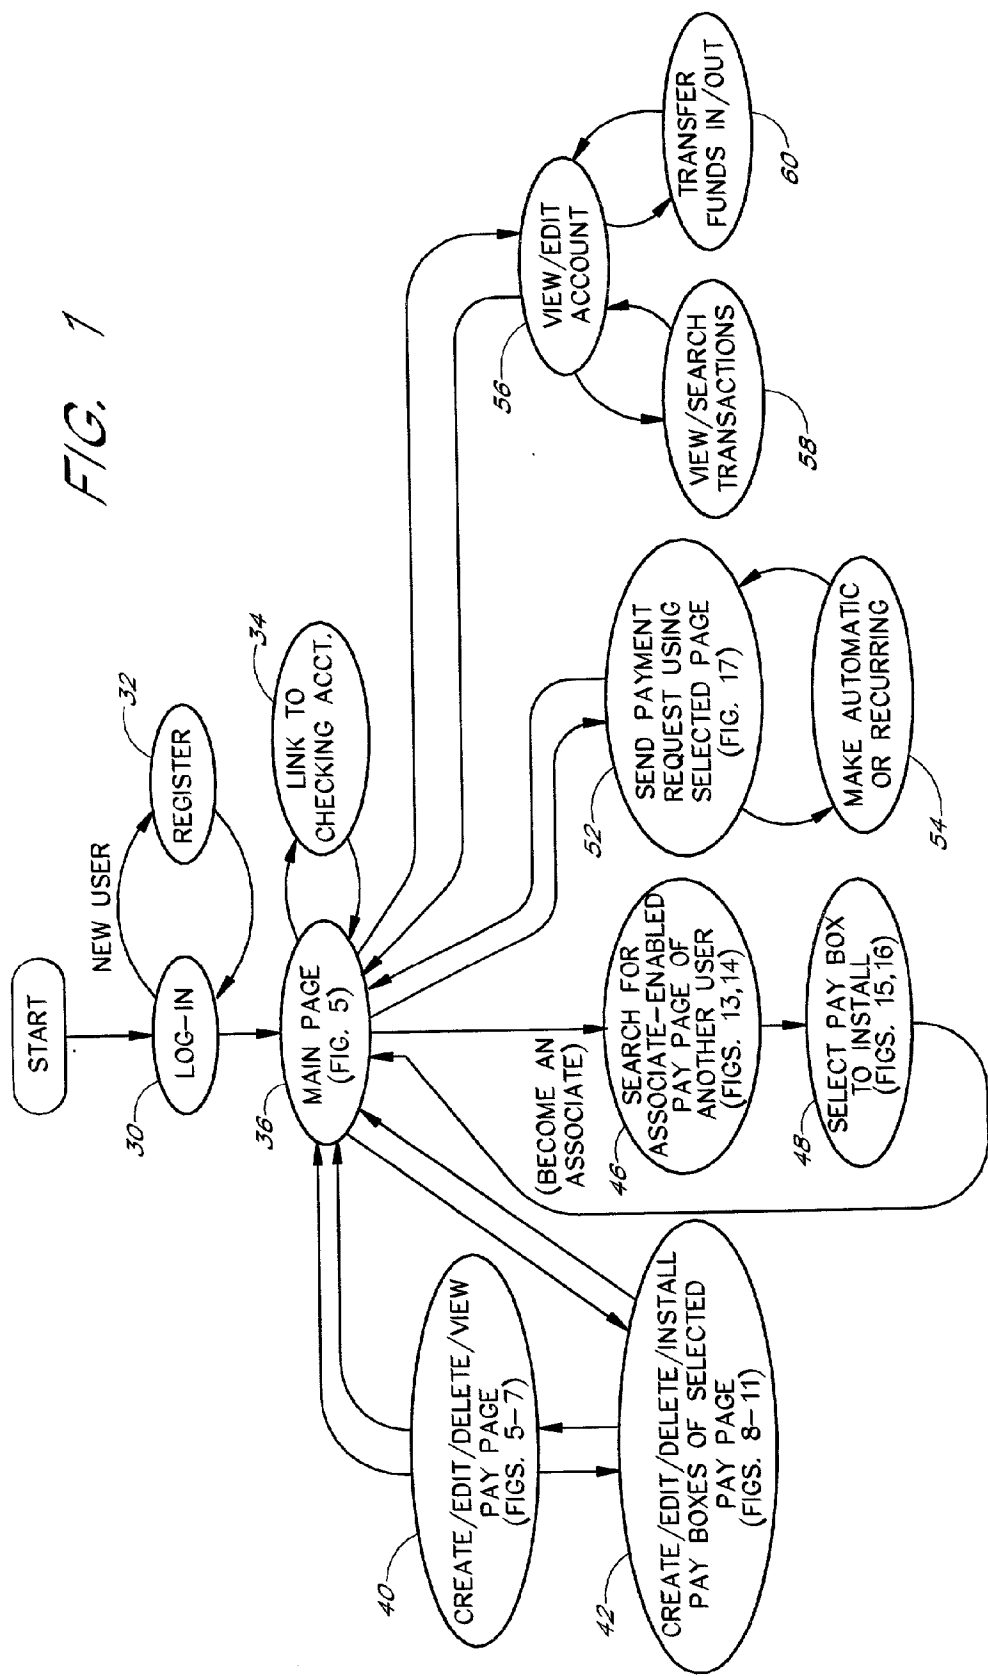 FIG. 1
START
NEW USER
LOG-IN
30
REGISTER
32
MAIN PAGE
(FIG. 5)
36
LINK TO
CHECKING ACCT.
34
CREATE/EDIT/DELETE/VIEW
PAY PAGE
(FIGS. 5-7)
40
CREATE/EDIT/DELETE/INSTALL
PAY BOXES OF SELECTED
PAY PAGE
(FIGS. 8-11)
42
(BECOME AN
ASSOCIATE)
SEARCH FOR
ASSOCIATE-ENABLED
PAY PAGE OF
ANOTHER USER
(FIGS. 13,14)
46
SELECT PAY BOX
TO INSTALL
(FIGS. 15,16)
48
SEND PAYMENT
REQUEST USING
SELECTED PAGE
(FIG. 17)
52
MAKE AUTOMATIC
OR RECURRING
54
VIEW/EDIT
ACCOUNT
56
VIEW/SEARCH
TRANSACTIONS
58
TRANSFER
FUNDS IN/OUT
60